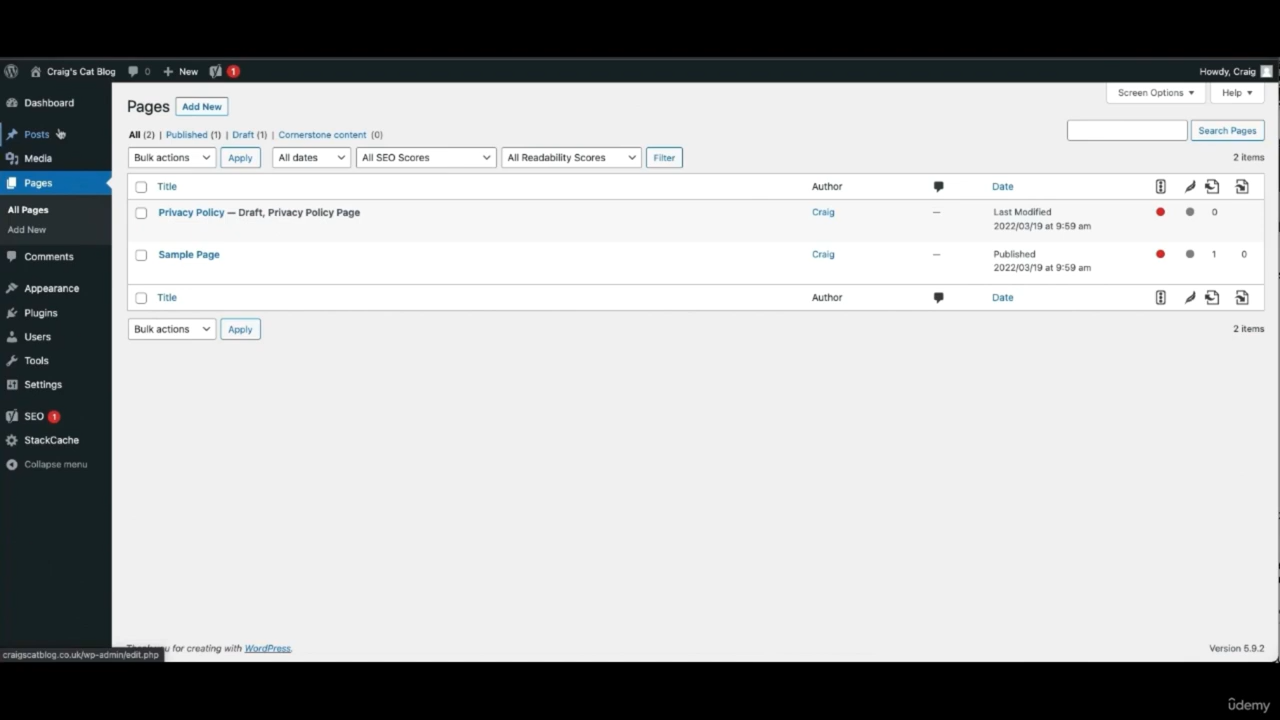 Craig's Cat Blog 0 New 1 Howdy, Craig
Screen Options Help
Dashboard
Posts
Media
Pages
All Pages
Add New
Comments
Appearance
Plugins
Users
Tools
Settings
SEO 1
StackCache
Collapse menu
Pages Add New
All (2) | Published (1) | Draft (1) | Cornerstone content (0)
Search Pages
Bulk actions Apply All dates All SEO Scores All Readability Scores Filter 2 items
Title Author Date
Privacy Policy — Draft, Privacy Policy Page Craig — Last Modified 0
2022/03/19 at 9:59 am
Sample Page Craig — Published 1 0
2022/03/19 at 9:59 am
Title Author Date
Bulk actions Apply 2 items
you for creating with WordPress. Version 5.9.2
craigscatblog.co.uk/wp-admin/edit.php
ûdemy